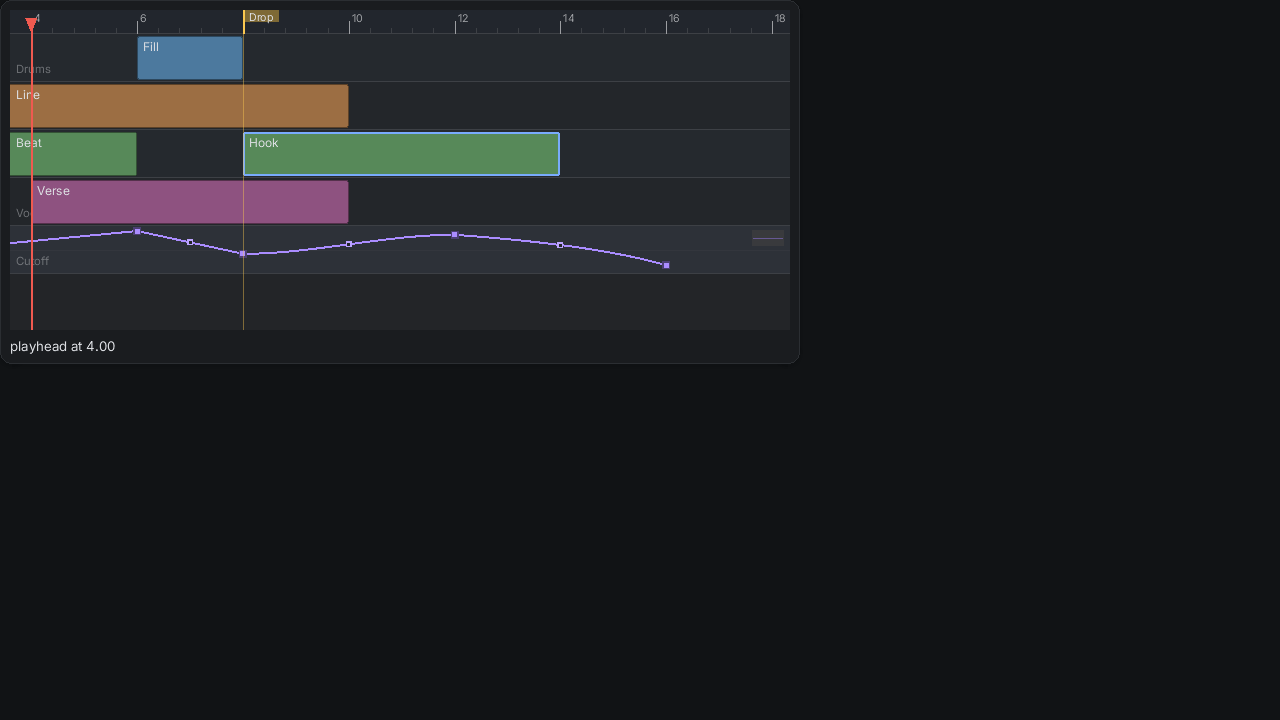 4 6 Drop 10 12 14 16 18
Fill
Drums
Line
Beat Hook
Verse
Vo
Cutoff
playhead at 4.00